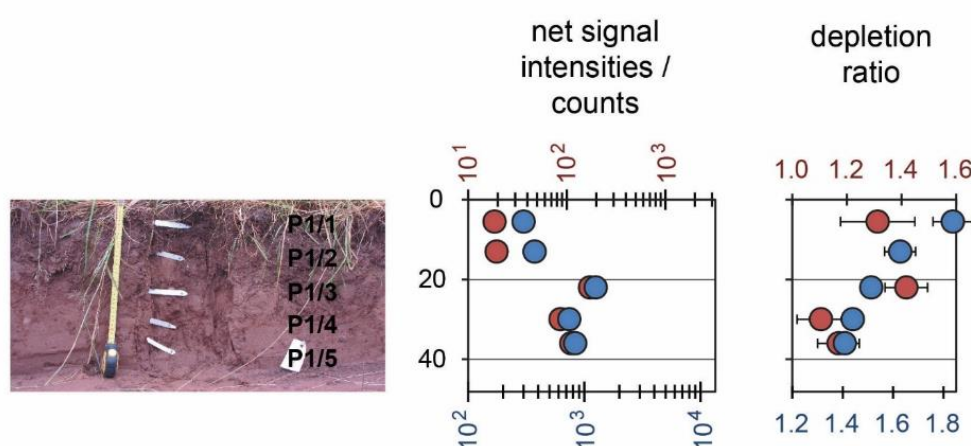 net signal
intensities /
counts
depletion
ratio
10¹ 10² 10³
1.0 1.2 1.4 1.6
0
20
40
P1/1
P1/2
P1/3
P1/4
P1/5
10² 10³ 10⁴
1.2 1.4 1.6 1.8